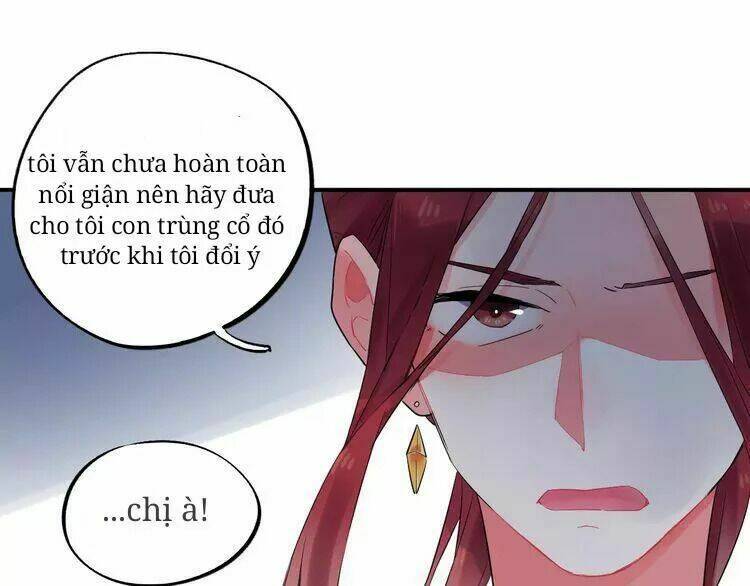 tôi vẫn chưa hoàn toàn
nổi giận nên hãy đưa
cho tôi con trùng cổ đó
trước khi tôi đổi ý
...chị à!